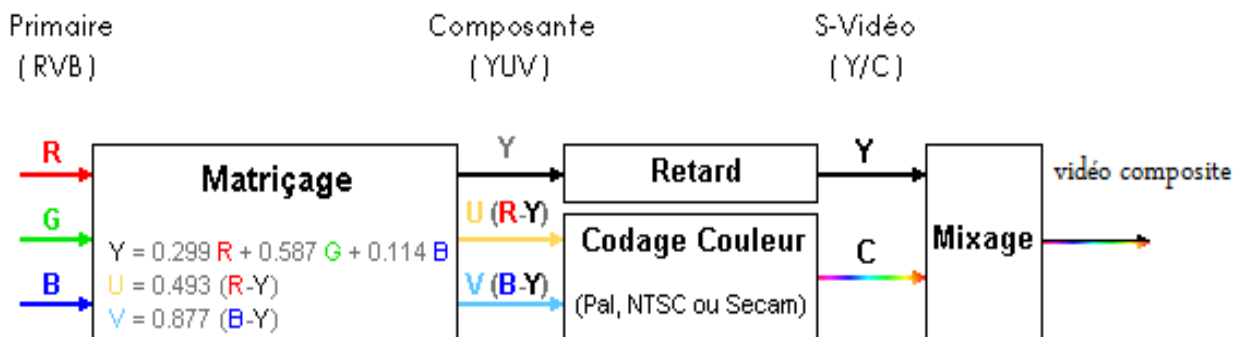 Primaire
(RVB)
Composante
(YUV)
S-Vidéo
(Y/C)
R
G
B
Matriçage
Y = 0.299 R + 0.587 G + 0.114 B
U = 0.493 (R-Y)
V = 0.877 (B-Y)
Y
U (R-Y)
V (B-Y)
Retard
Codage Couleur
(Pal, NTSC ou Secam)
Y
C
Mixage
vidéo composite